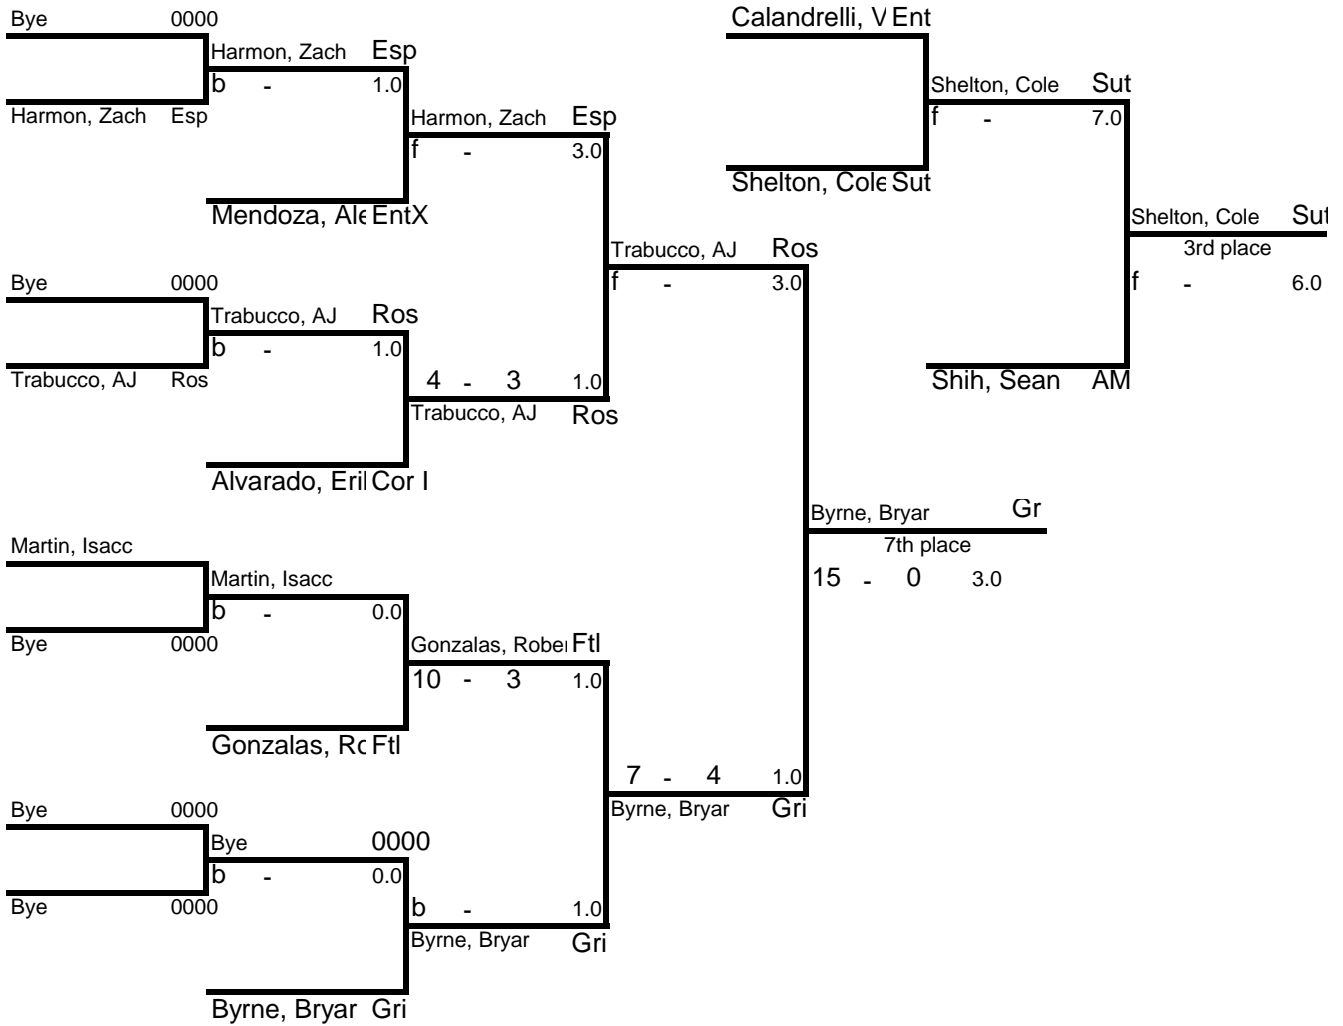 Bye 0000
Calandrelli, V Ent
Harmon, Zach Esp
b - 1.0
Shelton, Cole Sut
f - 7.0
Harmon, Zach Esp
Harmon, Zach Esp
f - 3.0
Shelton, Cole Sut
Mendoza, Ale EntX
Shelton, Cole Sut
3rd place
f - 6.0
Trabucco, AJ Ros
f - 3.0
Bye 0000
Trabucco, AJ Ros
b - 1.0
Trabucco, AJ Ros
4 - 3 1.0
Trabucco, AJ Ros
Shih, Sean AM
Alvarado, Eri Cor I
Byrne, Bryar Gr
7th place
15 - 0 3.0
Martin, Isacc
Martin, Isacc
b - 0.0
Bye 0000
Gonzalas, Rober Ftl
10 - 3 1.0
Gonzalas, Ro Ftl
7 - 4 1.0
Byrne, Bryar Gri
Bye 0000
Bye 0000
b - 0.0
Bye 0000
b - 1.0
Byrne, Bryar Gri
Byrne, Bryar Gri